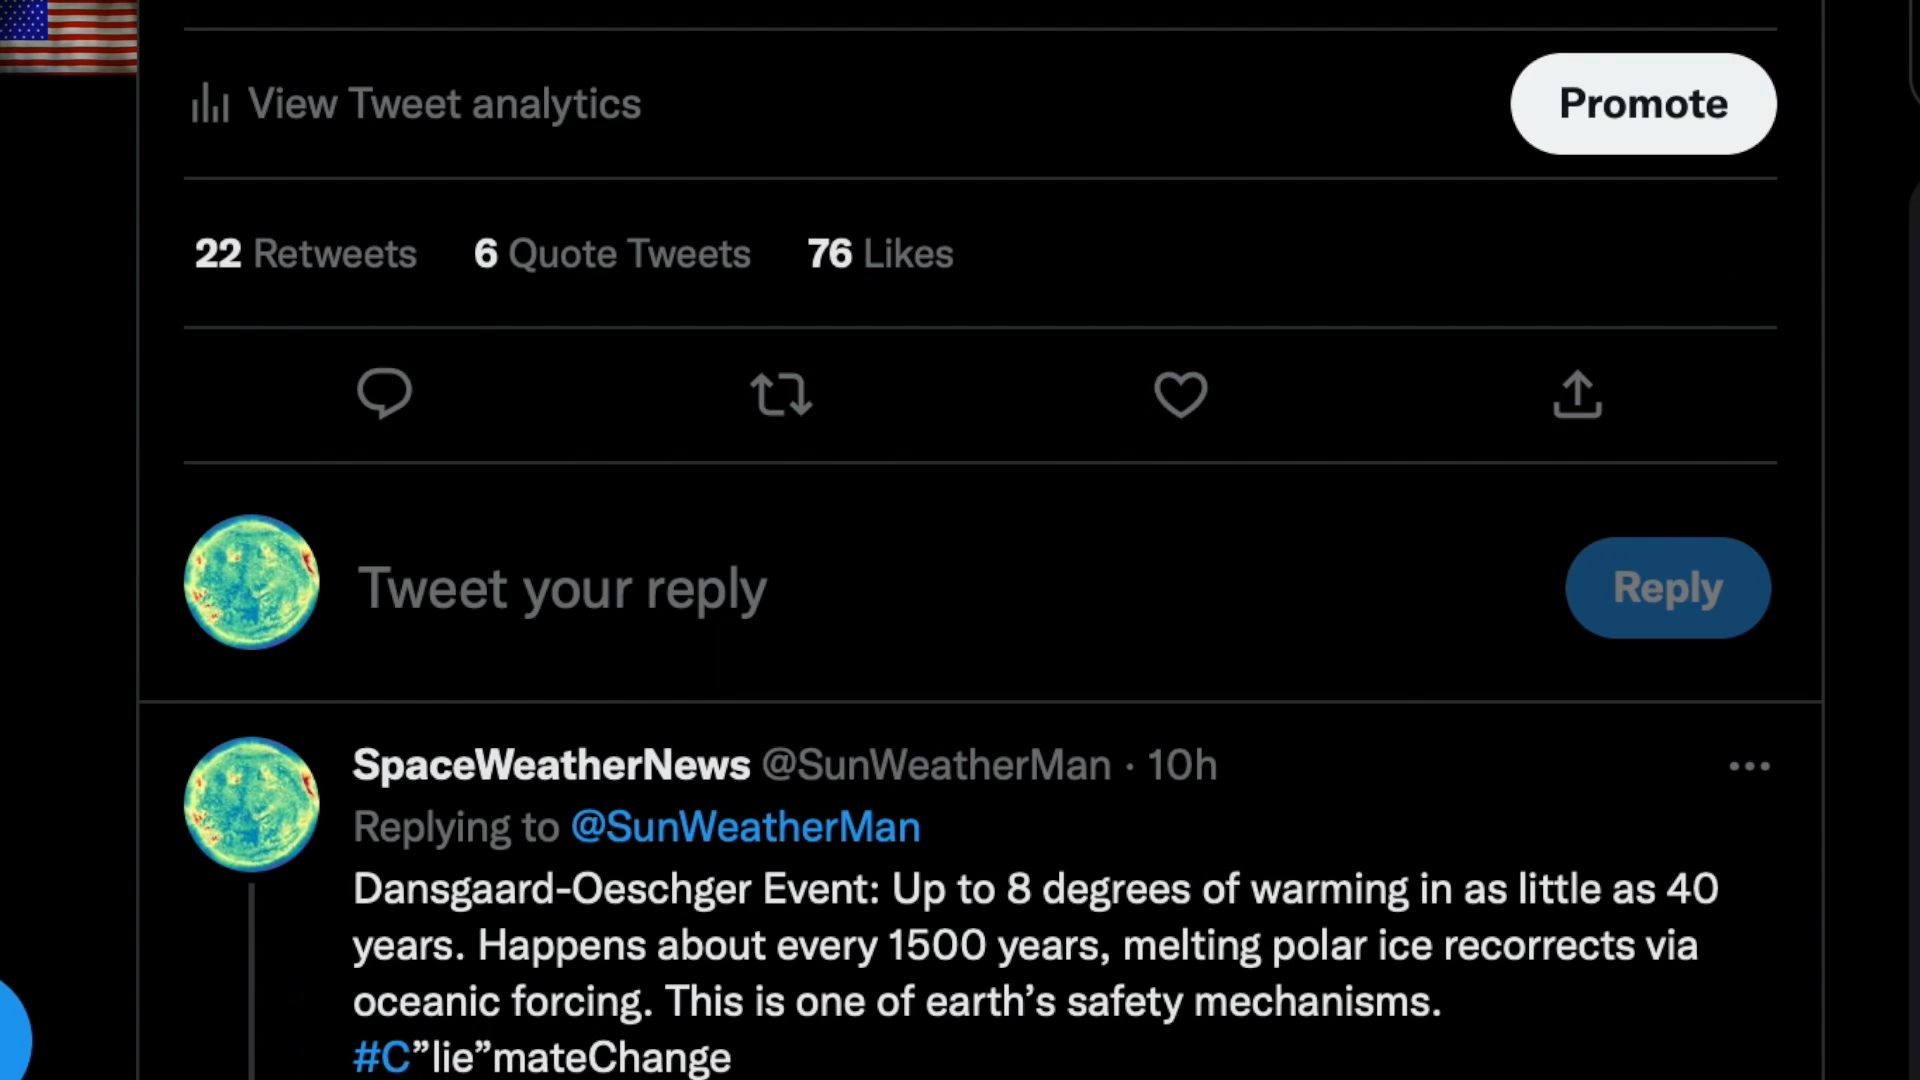 View Tweet analytics
Promote
22 Retweets 6 Quote Tweets 76 Likes
Tweet your reply
Reply
SpaceWeatherNews @SunWeatherMan · 10h
Replying to @SunWeatherMan
Dansgaard-Oeschger Event: Up to 8 degrees of warming in as little as 40
years. Happens about every 1500 years, melting polar ice recorrects via
oceanic forcing. This is one of earth’s safety mechanisms.
#C”lie”mateChange